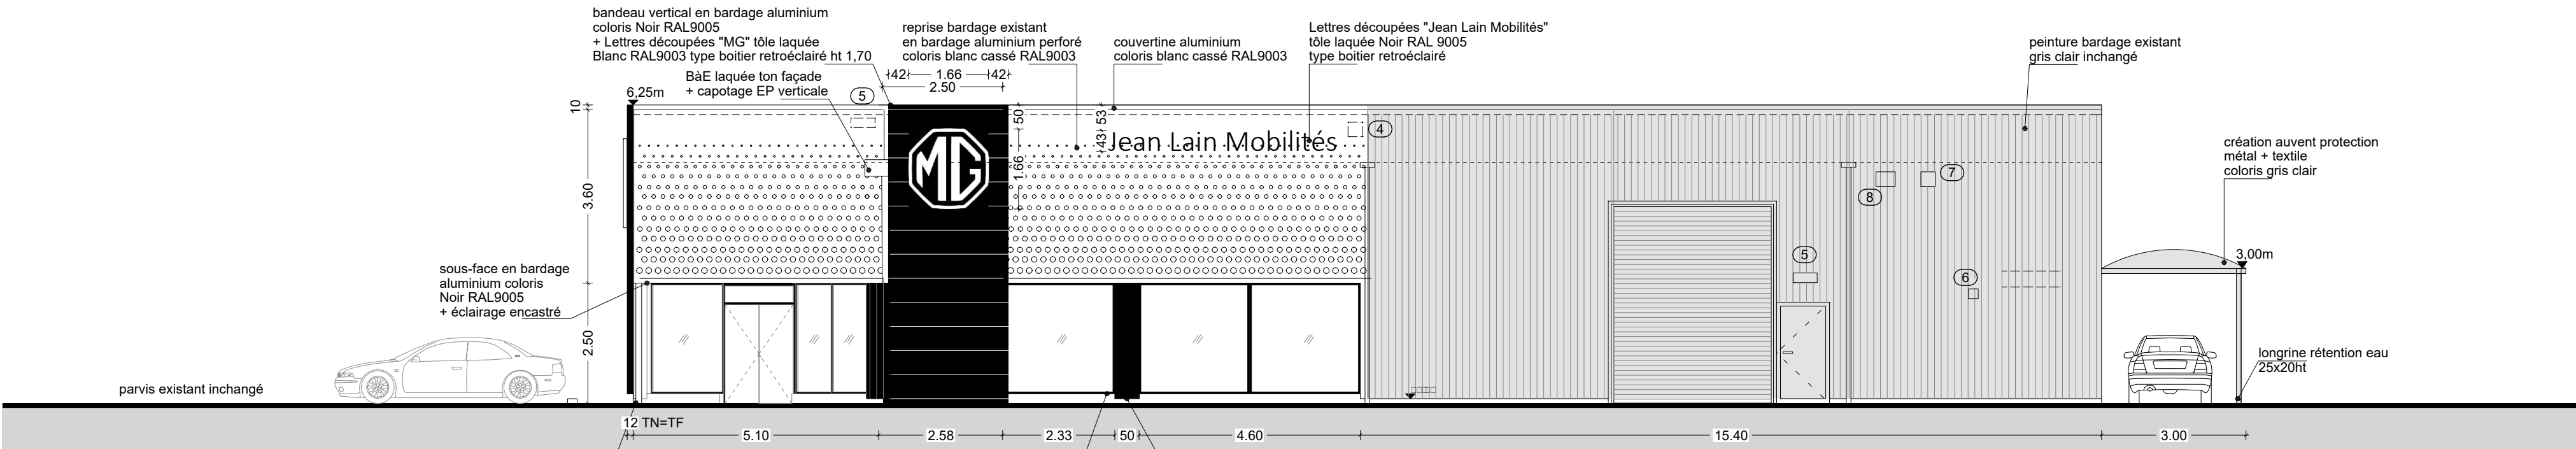 bandeau vertical en bardage aluminium
coloris Noir RAL9005
+ Lettres découpées "MG" tôle laquée
Blanc RAL9003 type boitier retroéclairé ht 1,70
BàE laquée ton façade
+ capotage EP verticale
reprise bardage existant
en bardage aluminium perforé
coloris blanc cassé RAL9003
couvertine aluminium
coloris blanc cassé RAL9003
Lettres découpées "Jean Lain Mobilités"
tôle laquée Noir RAL 9005
type boitier retroéclairé
peinture bardage existant
gris clair inchangé
création auvent protection
métal + textile
coloris gris clair
42 1.66 42
2.50
6,25m
5
10
50
53
43
1.66
3.60
2.50
MG
Jean Lain Mobilités
4
7
8
5
6
3,00m
sous-face en bardage
aluminium coloris
Noir RAL9005
+ éclairage encastré
parvis existant inchangé
longrine rétention eau
25x20ht
12 TN=TF
5.10 2.58 2.33 50 4.60 15.40 3.00